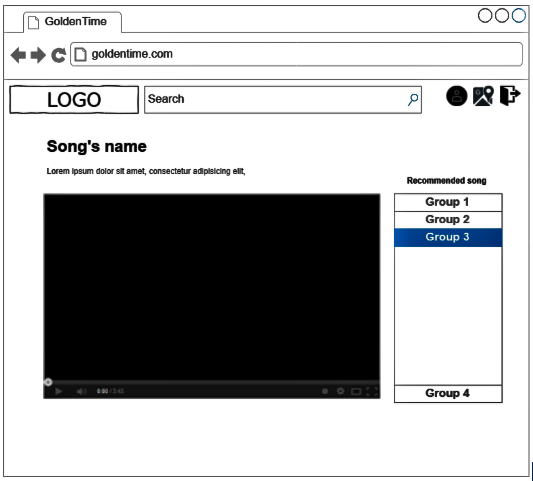 GoldenTime
goldentime.com
LOGO
Search
Song's name
Lorem ipsum dolor sit amet, consectetur adipisicing elit,
Recommended song
Group 1
Group 2
Group 3
Group 4
0:00 / 3:43